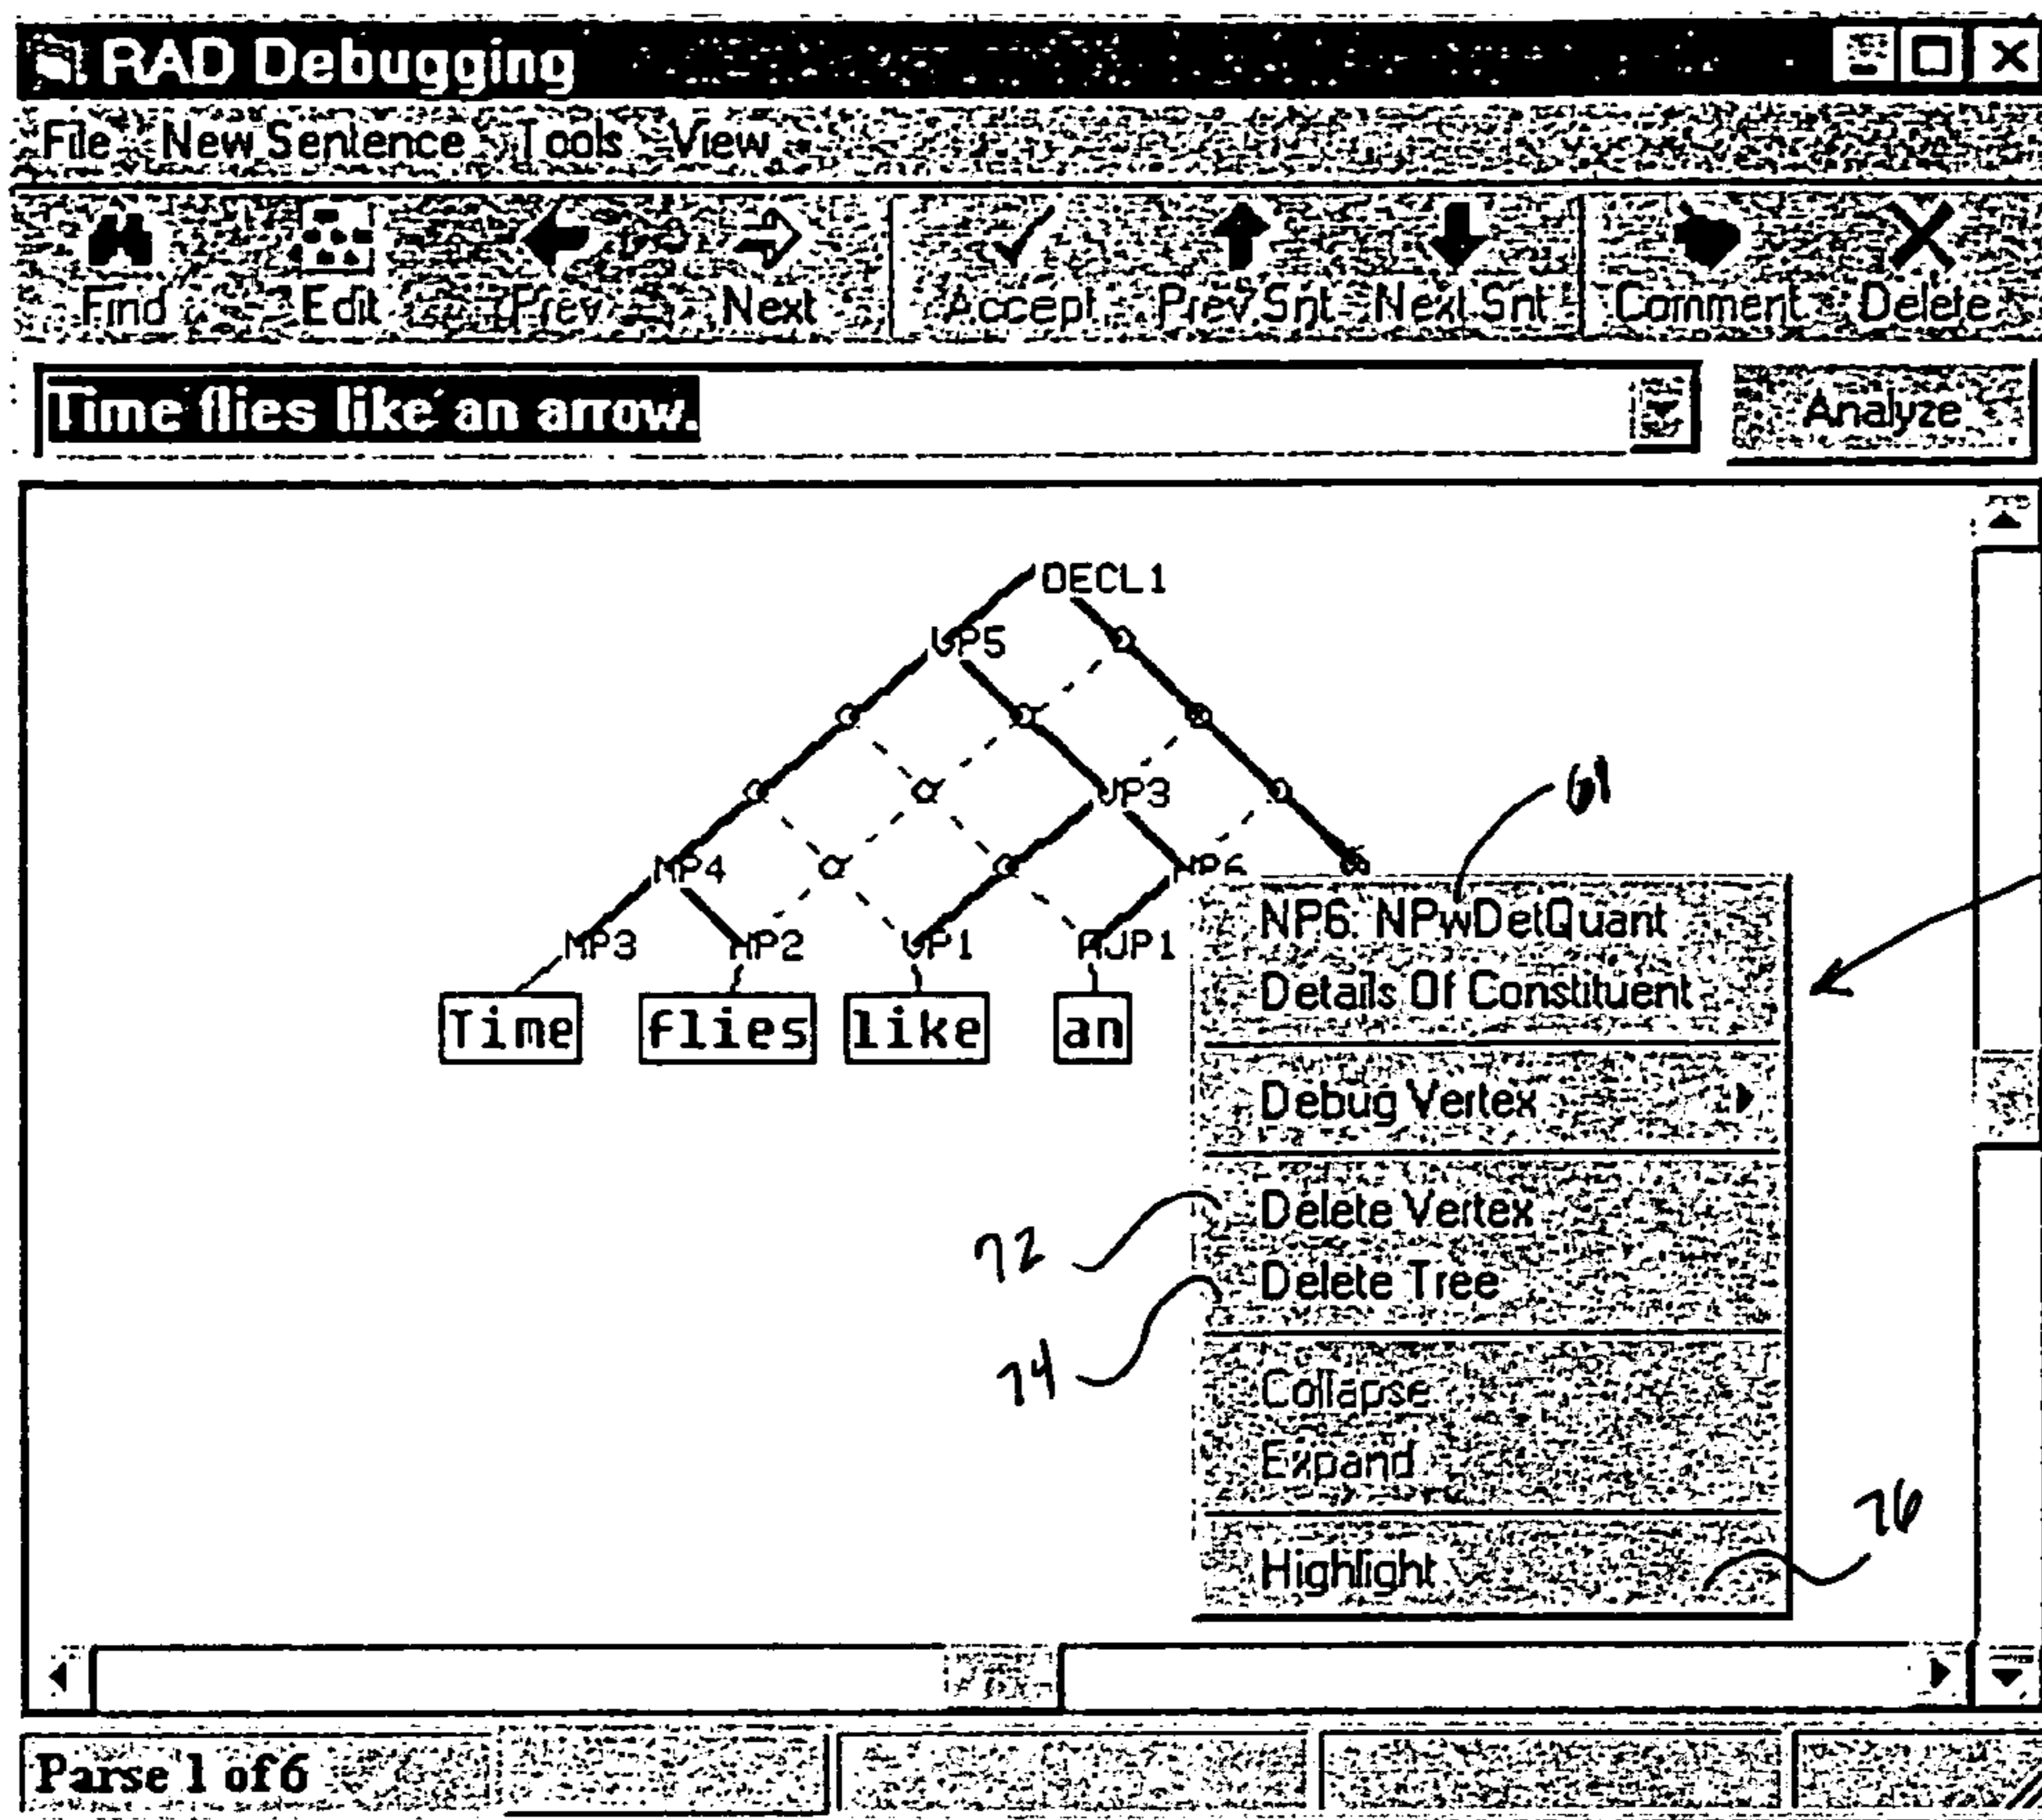 RAD Debugging
File New Sentence Tools View
Find Edit Prev Next Accept Prev Snt Next Snt Comment Delete
Time flies like an arrow. Analyze
DECL1
VP5
VP3
NP4 NP6
NP3 NP2 VP1 AJP1
Time flies like an
NP6: NPwDetQuant
Details Of Constituent
Debug Vertex
72 Delete Vertex
74 Delete Tree
Collapse
Expand
76
Highlight
Parse 1 of 6